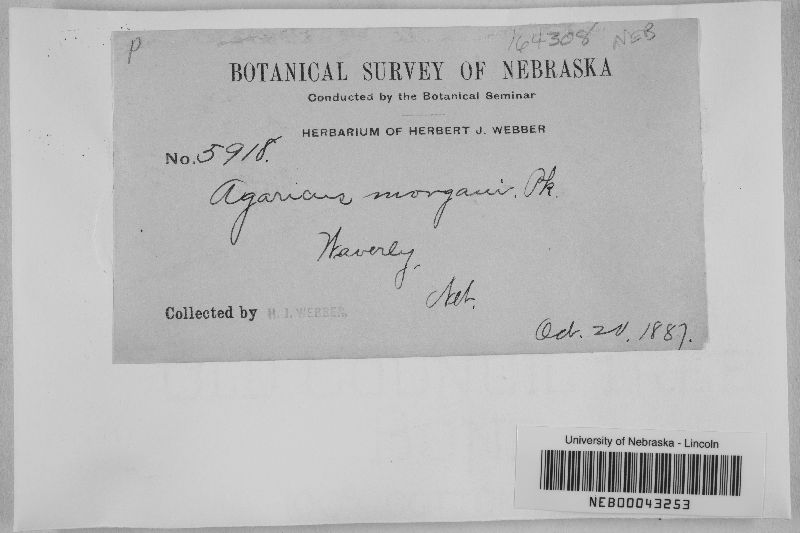 P
164308 NEB
BOTANICAL SURVEY OF NEBRASKA
Conducted by the Botanical Seminar
HERBARIUM OF HERBERT J. WEBBER
No. 5918.
Agaricus morgani. Pk.
Waverly,
Neb.
Collected by H. J. WEBBER.
Oct. 20, 1887.
University of Nebraska - Lincoln
NEB00043253